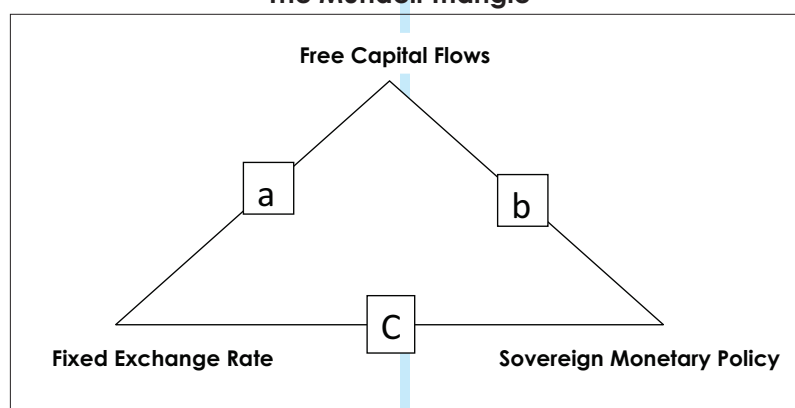 The Mundell Triangle
Free Capital Flows
a
b
C
Fixed Exchange Rate
Sovereign Monetary Policy